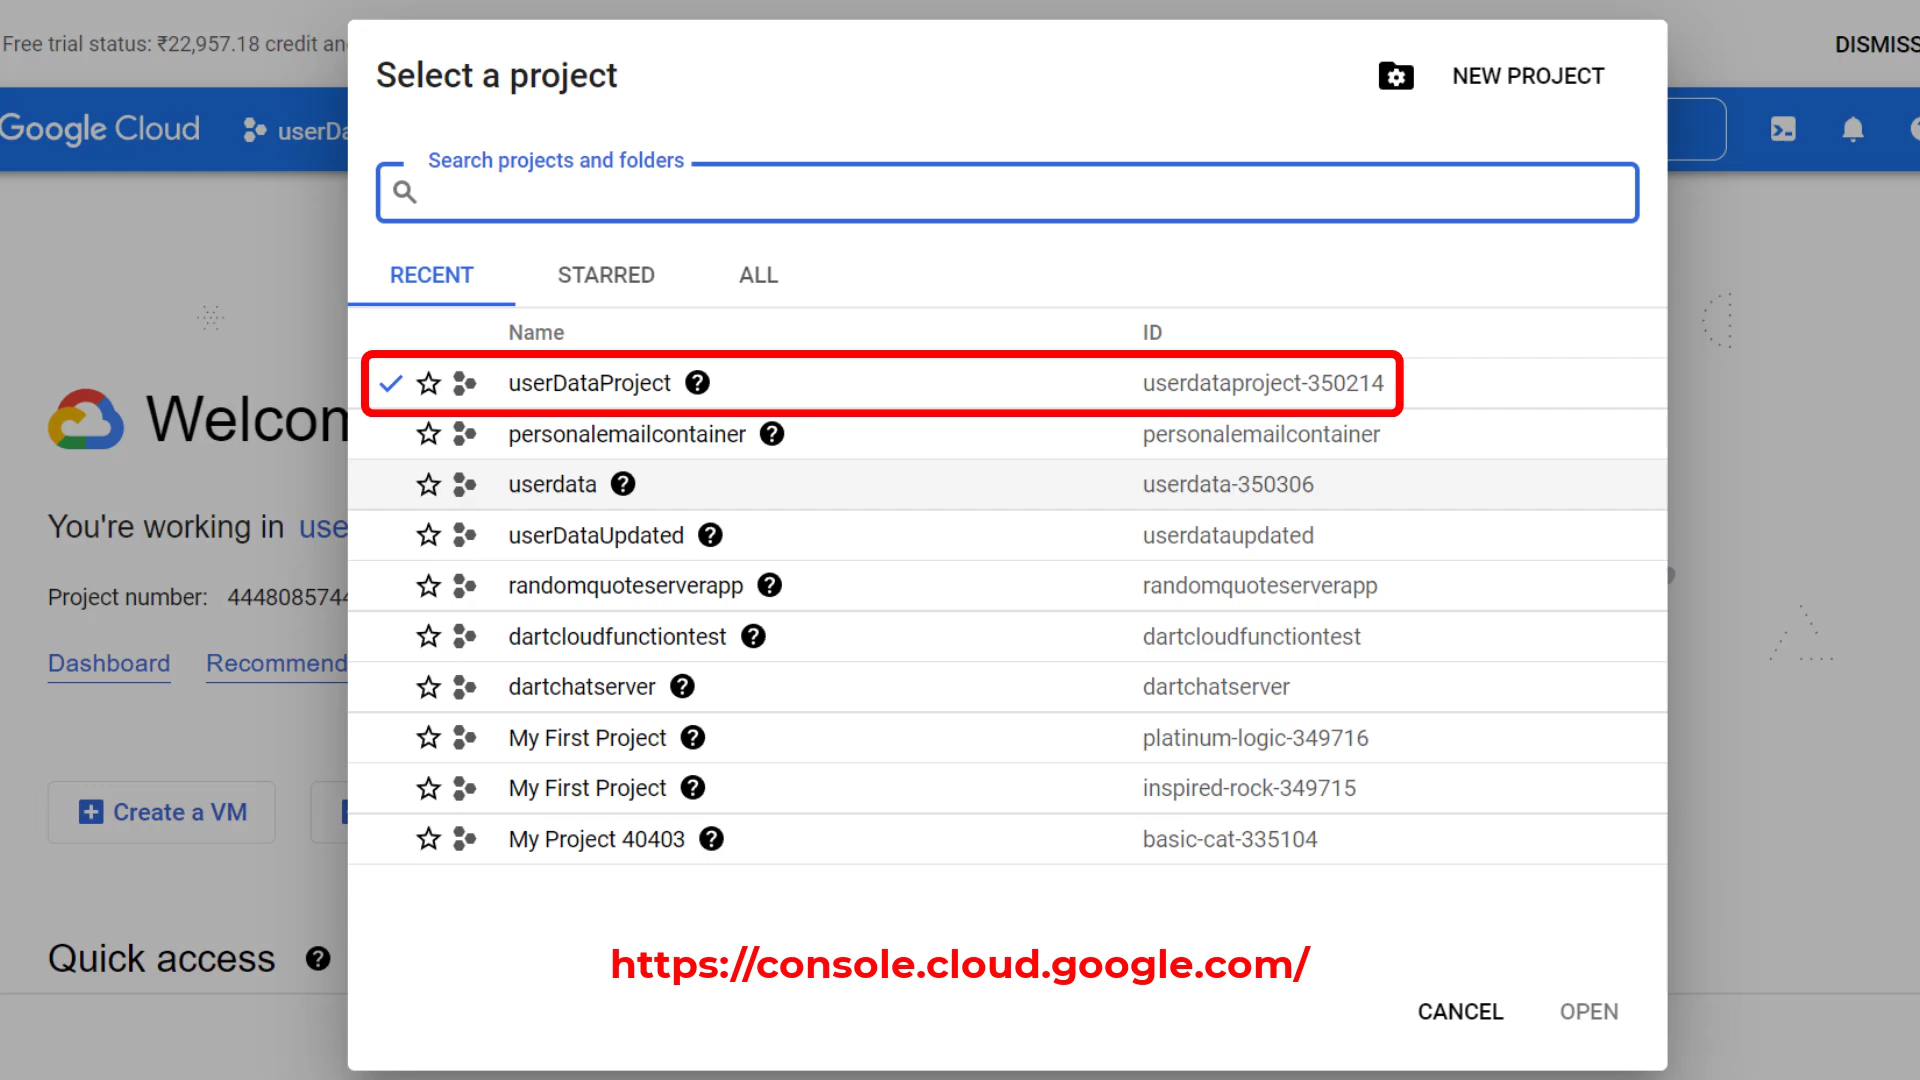 Free trial status: ₹22,957.18 credit an
DISMISS
Select a project
NEW PROJECT
Google Cloud
userDa
Search projects and folders
RECENT
STARRED
ALL
Name
ID
userDataProject
userdataproject-350214
personalemailcontainer
personalemailcontainer
userdata
userdata-350306
userDataUpdated
userdataupdated
randomquoteserverapp
randomquoteserverapp
dartcloudfunctiontest
dartcloudfunctiontest
dartchatserver
dartchatserver
My First Project
platinum-logic-349716
My First Project
inspired-rock-349715
My Project 40403
basic-cat-335104
Welcom
You're working in use
Project number: 4448085744
Dashboard
Recommend
Create a VM
Quick access
https://console.cloud.google.com/
CANCEL
OPEN